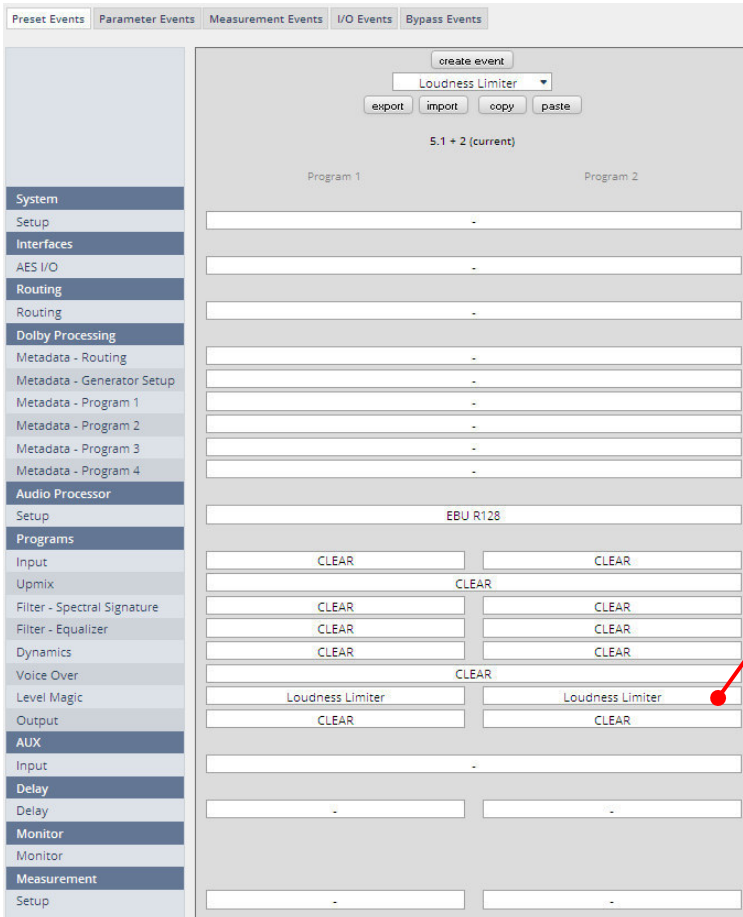 Preset Events Parameter Events Measurement Events I/O Events Bypass Events
create event
Loudness Limiter
export import copy paste
5.1 + 2 (current)
Program 1 Program 2
System
Setup -
Interfaces
AES I/O -
Routing
Routing -
Dolby Processing
Metadata - Routing -
Metadata - Generator Setup -
Metadata - Program 1 -
Metadata - Program 2 -
Metadata - Program 3 -
Metadata - Program 4 -
Audio Processor
Setup EBU R128
Programs
Input CLEAR CLEAR
Upmix CLEAR
Filter - Spectral Signature CLEAR CLEAR
Filter - Equalizer CLEAR CLEAR
Dynamics CLEAR CLEAR
Voice Over CLEAR
Level Magic Loudness Limiter Loudness Limiter
Output CLEAR CLEAR
AUX
Input -
Delay
Delay - -
Monitor
Monitor
Measurement
Setup - -